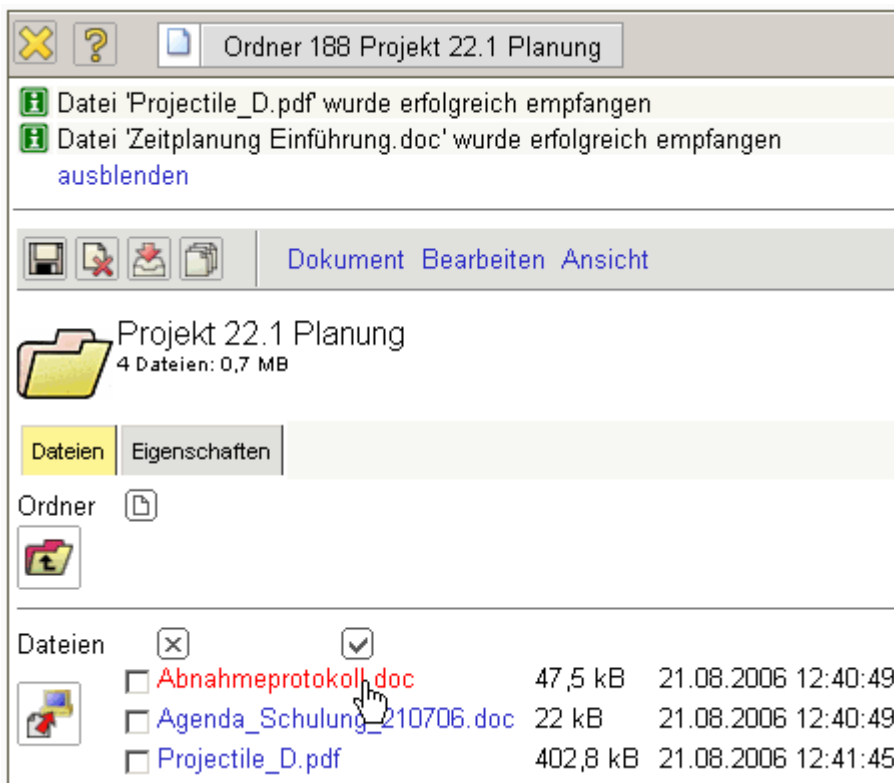 Ordner 188 Projekt 22.1 Planung
Datei 'Projectile_D.pdf' wurde erfolgreich empfangen
Datei 'Zeitplanung Einführung.doc' wurde erfolgreich empfangen
ausblenden
Dokument Bearbeiten Ansicht
Projekt 22.1 Planung
4 Dateien: 0,7 MB
Dateien Eigenschaften
Ordner
Dateien
Abnahmeprotokoll.doc 47,5 kB 21.08.2006 12:40:49
Agenda_Schulung_210706.doc 22 kB 21.08.2006 12:40:49
Projectile_D.pdf 402,8 kB 21.08.2006 12:41:45